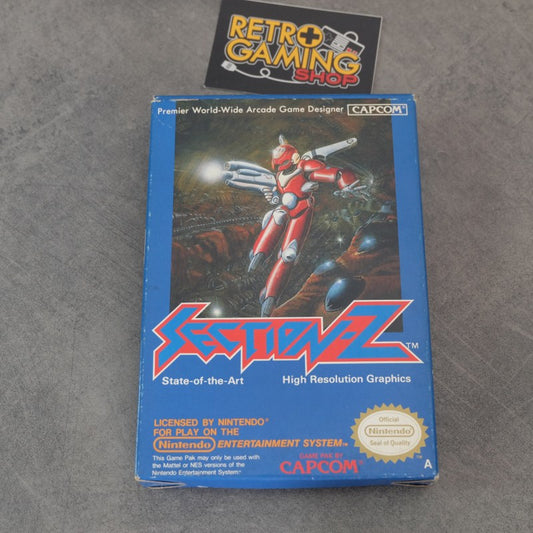 RETRO
GAMING
SHOP
Premier World-Wide Arcade Game Designer CAPCOM®
SECTION-Z™
State-of-the-Art High Resolution Graphics
LICENSED BY NINTENDO®
FOR PLAY ON THE
Nintendo® ENTERTAINMENT SYSTEM™
This Game Pak may only be used with
the Mattel or NES versions of the
Nintendo Entertainment System.
GAME PAK BY
CAPCOM®
Official
Nintendo®
Seal of Quality
A